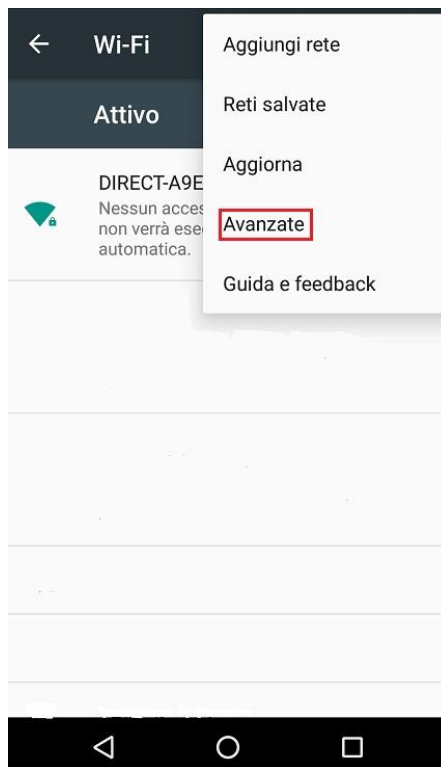 Wi-Fi
Aggiungi rete
Reti salvate
Attivo
Aggiorna
DIRECT-A9E
Nessun acces
non verrà ese
automatica.
Avanzate
Guida e feedback